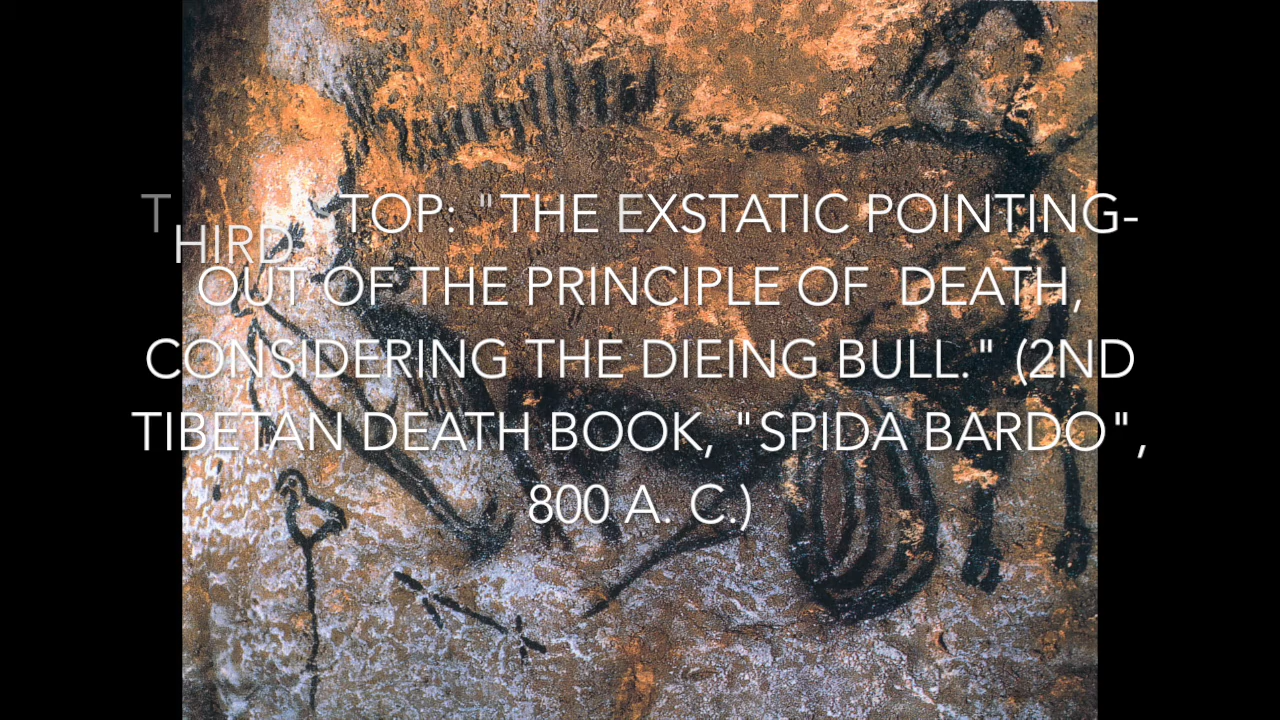 THIRD TOP: "THE EXSTATIC POINTING-
OUT OF THE PRINCIPLE OF DEATH,
CONSIDERING THE DIEING BULL." (2ND
TIBETAN DEATH BOOK, "SPIDA BARDO",
800 A. C.)